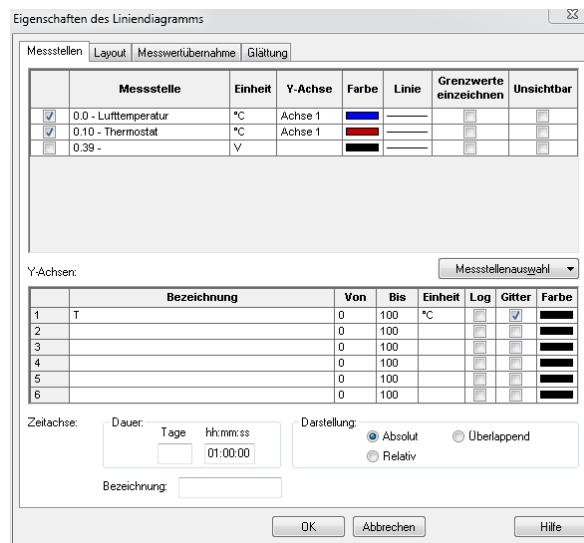 Eigenschaften des Liniendiagramms
Messstellen Layout Messwertübernahme Glättung
Messstelle Einheit Y-Achse Farbe Linie Grenzwerte einzeichnen Unsichtbar
0.0 - Lufttemperatur °C Achse 1
0.10 - Thermostat °C Achse 1
0.39 - V
Messstellenauswahl
Y-Achsen:
Bezeichnung Von Bis Einheit Log Gitter Farbe
1 T 0 100 °C
2 0 100
3 0 100
4 0 100
5 0 100
6 0 100
Zeitachse: Dauer: Darstellung:
Tage hh:mm:ss
Absolut Überlappend
01:00:00
Relativ
Bezeichnung:
OK Abbrechen Hilfe